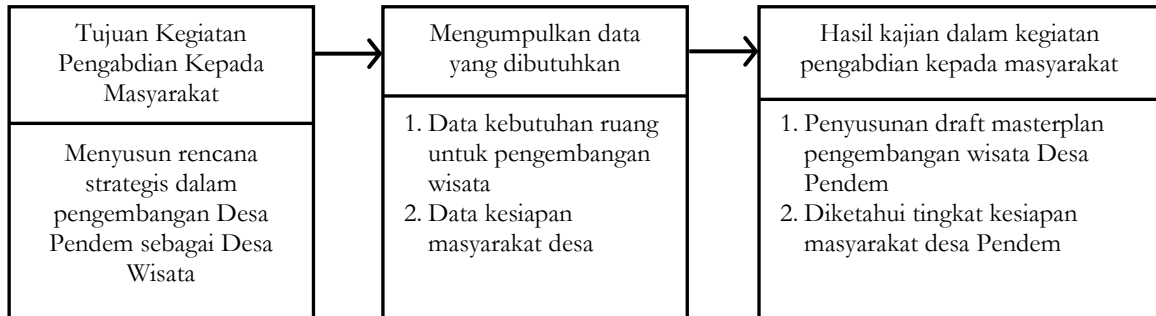 Tujuan Kegiatan
Pengabdian Kepada
Masyarakat
Menyusun rencana
strategis dalam
pengembangan Desa
Pendem sebagai Desa
Wisata
Mengumpulkan data
yang dibutuhkan
1. Data kebutuhan ruang
untuk pengembangan
wisata
2. Data kesiapan
masyarakat desa
Hasil kajian dalam kegiatan
pengabdian kepada masyarakat
1. Penyusunan draft masterplan
pengembangan wisata Desa
Pendem
2. Diketahui tingkat kesiapan
masyarakat desa Pendem